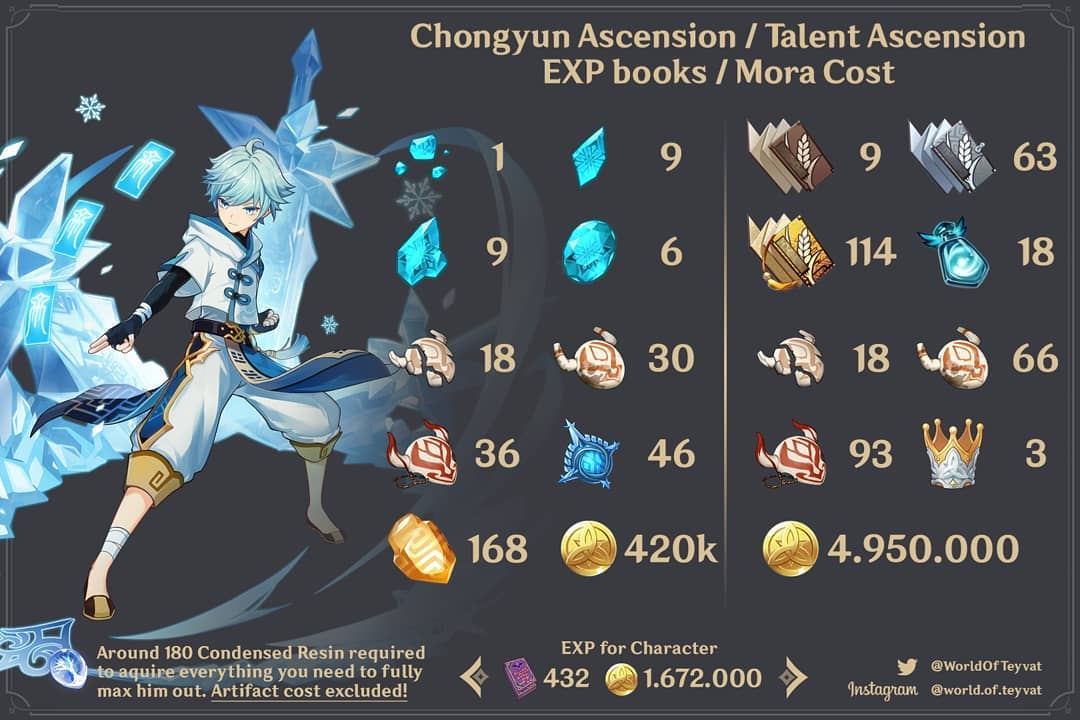 Chongyun Ascension / Talent Ascension
EXP books / Mora Cost
1 9 9 63
9 6 114 18
18 30 18 66
36 46 93 3
168 420k 4.950.000
Around 180 Condensed Resin required
to aquire everything you need to fully
max him out. Artifact cost excluded!
EXP for Character
432 1.672.000
@WorldOfTeyvat
Instagram @world.of.teyvat